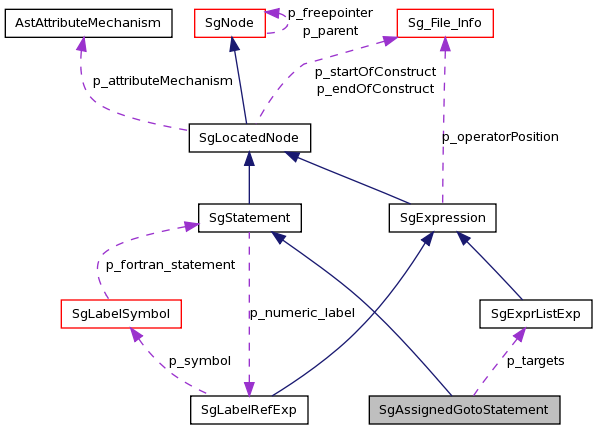 AstAttributeMechanism
SgNode
p_freepointer
p_parent
Sg_File_Info
p_attributeMechanism
p_startOfConstruct
p_endOfConstruct
p_operatorPosition
SgLocatedNode
SgStatement
SgExpression
p_fortran_statement
SgLabelSymbol
p_numeric_label
SgExprListExp
p_symbol
p_targets
SgLabelRefExp
SgAssignedGotoStatement